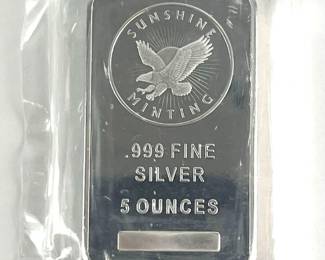 SUNSHINE
MINTING
.999 FINE
SILVER
5 OUNCES